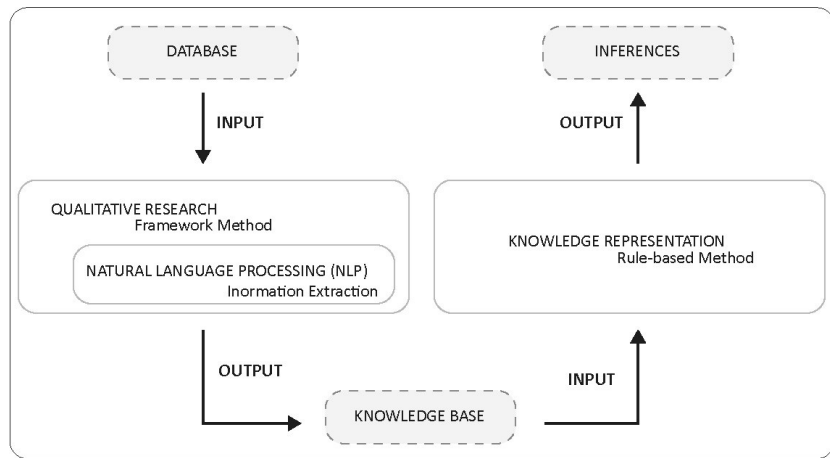 DATABASE
INPUT
QUALITATIVE RESEARCH
Framework Method
NATURAL LANGUAGE PROCESSING (NLP)
Inormation Extraction
OUTPUT
KNOWLEDGE BASE
INPUT
KNOWLEDGE REPRESENTATION
Rule-based Method
OUTPUT
INFERENCES